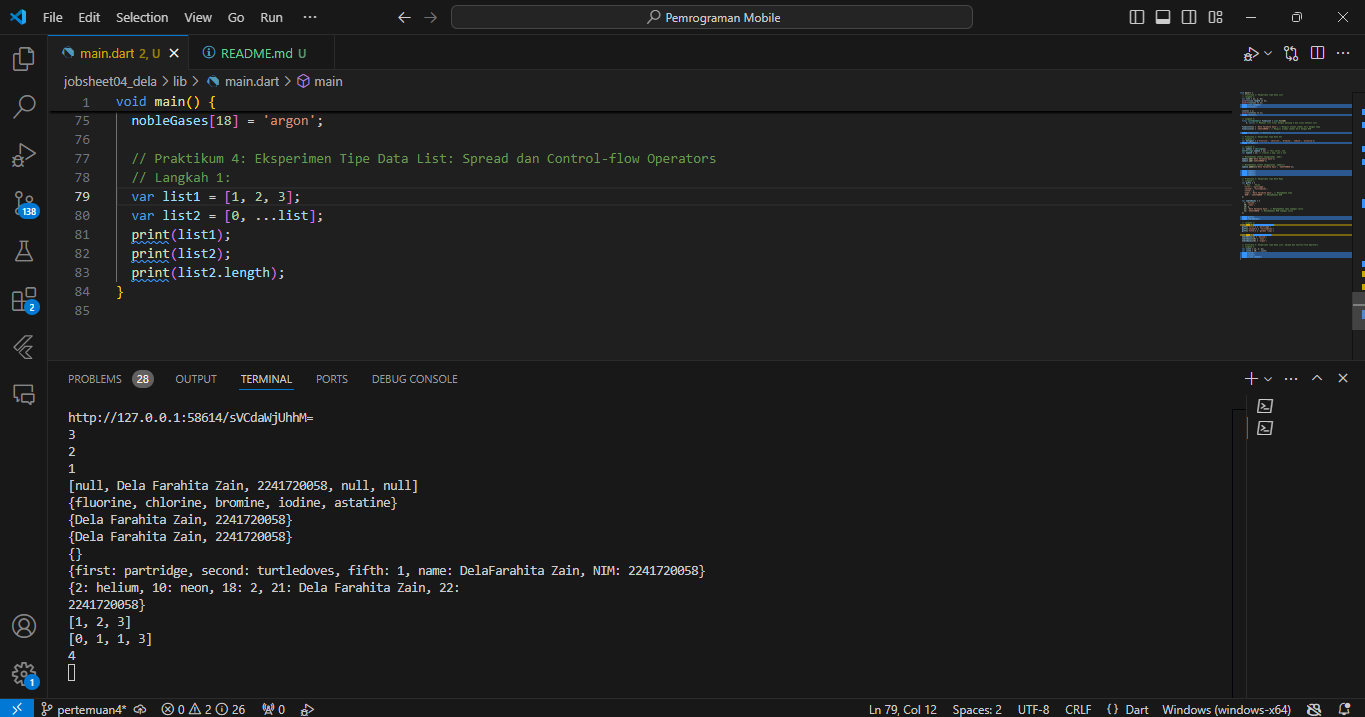 File Edit Selection View Go Run ··· Pemrograman Mobile
main.dart 2, U README.md U
jobsheet04_dela > lib > main.dart > main
1 void main() {
75 nobleGases[18] = 'argon';
76
77 // Praktikum 4: Eksperimen Tipe Data List: Spread dan Control-flow Operators
78 // Langkah 1:
79 var list1 = [1, 2, 3];
80 var list2 = [0, ...list];
81 print(list1);
82 print(list2);
83 print(list2.length);
84 }
85
138
2
1
PROBLEMS 28 OUTPUT TERMINAL PORTS DEBUG CONSOLE
http://127.0.0.1:58614/sVCdaWjUhhM=
3
2
1
[null, Dela Farahita Zain, 2241720058, null, null]
{fluorine, chlorine, bromine, iodine, astatine}
{Dela Farahita Zain, 2241720058}
{Dela Farahita Zain, 2241720058}
{}
{first: partridge, second: turtledoves, fifth: 1, name: DelaFarahita Zain, NIM: 2241720058}
{2: helium, 10: neon, 18: 2, 21: Dela Farahita Zain, 22:
2241720058}
[1, 2, 3]
[0, 1, 1, 3]
4
pertemuan4* 0 2 26 0 Ln 79, Col 12 Spaces: 2 UTF-8 CRLF {} Dart Windows (windows-x64)